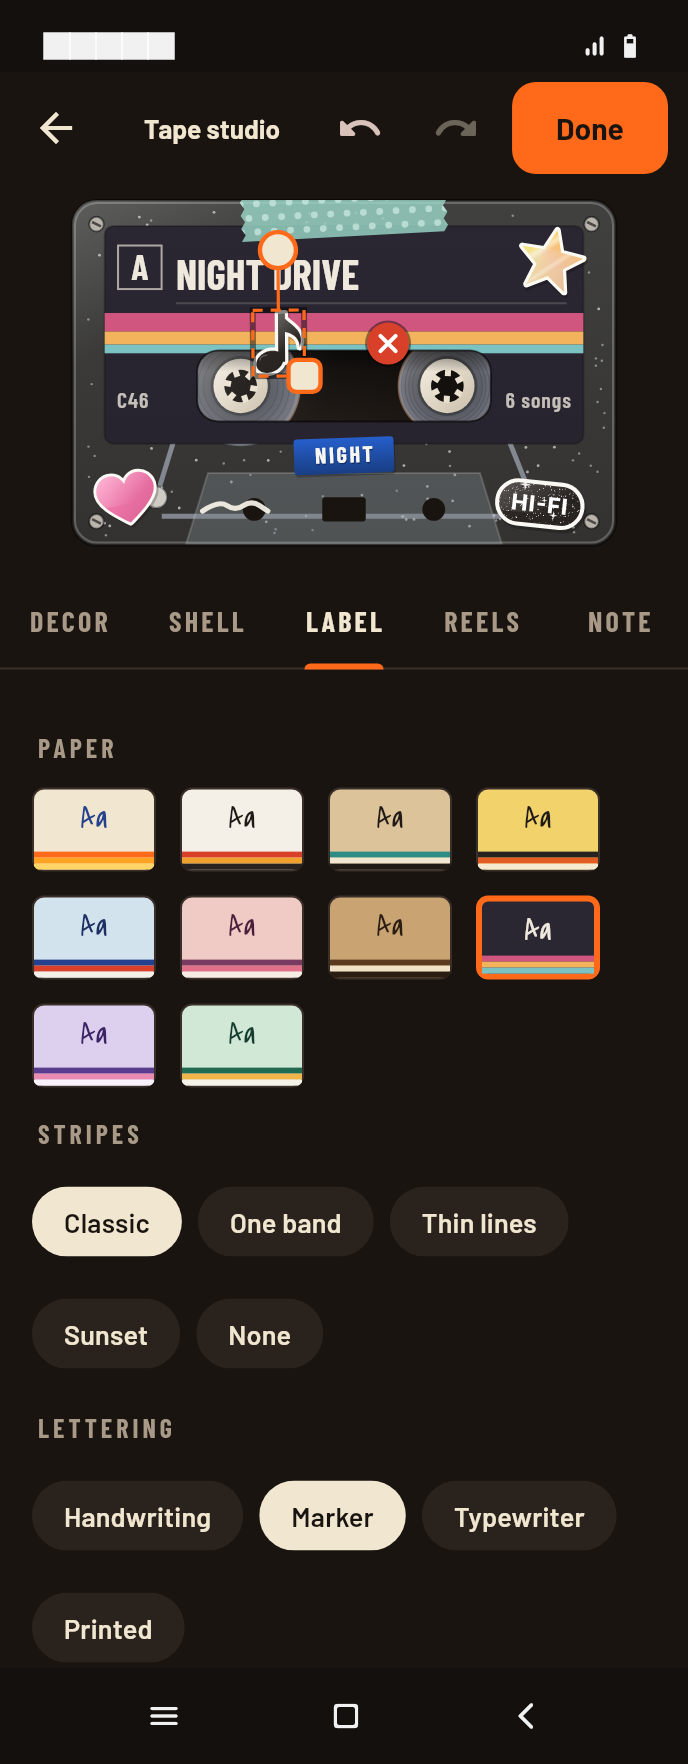 Tape studio
Done
A
NIGHT DRIVE
C46
6 songs
NIGHT
HI-FI
DECOR SHELL LABEL REELS NOTE
PAPER
Aa Aa Aa Aa
Aa Aa Aa Aa
Aa Aa
STRIPES
Classic One band Thin lines
Sunset None
LETTERING
Handwriting Marker Typewriter
Printed